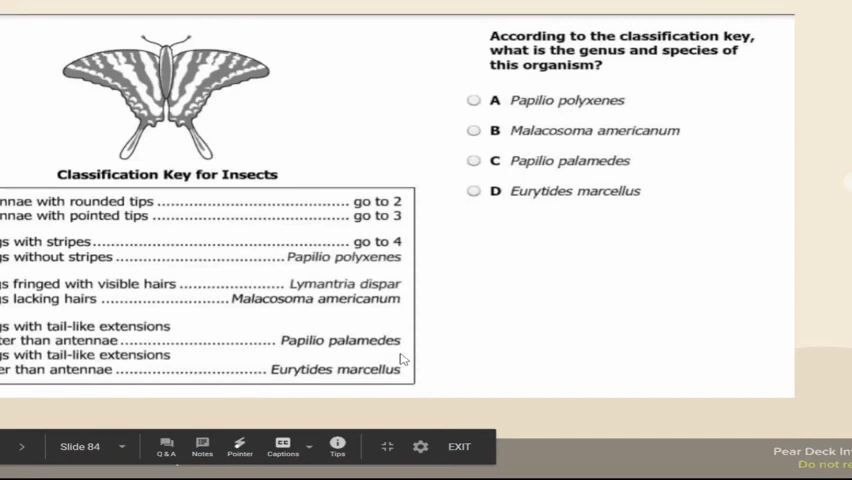 According to the classification key,
what is the genus and species of
this organism?
A Papilio polyxenes
B Malacosoma americanum
C Papilio palamedes
D Eurytides marcellus
Classification Key for Insects
nnae with rounded tips ........ go to 2
nnae with pointed tips ........ go to 3
gs with stripes ........ go to 4
gs without stripes ........ Papilio polyxenes
gs fringed with visible hairs ........ Lymantria dispar
gs lacking hairs ........ Malacosoma americanum
gs with tail-like extensions
ter than antennae ........ Papilio palamedes
gs with tail-like extensions
er than antennae ........ Eurytides marcellus
Slide 84
Q & A
Notes
Pointer
Captions
Tips
EXIT
Pear Deck In
Do not r